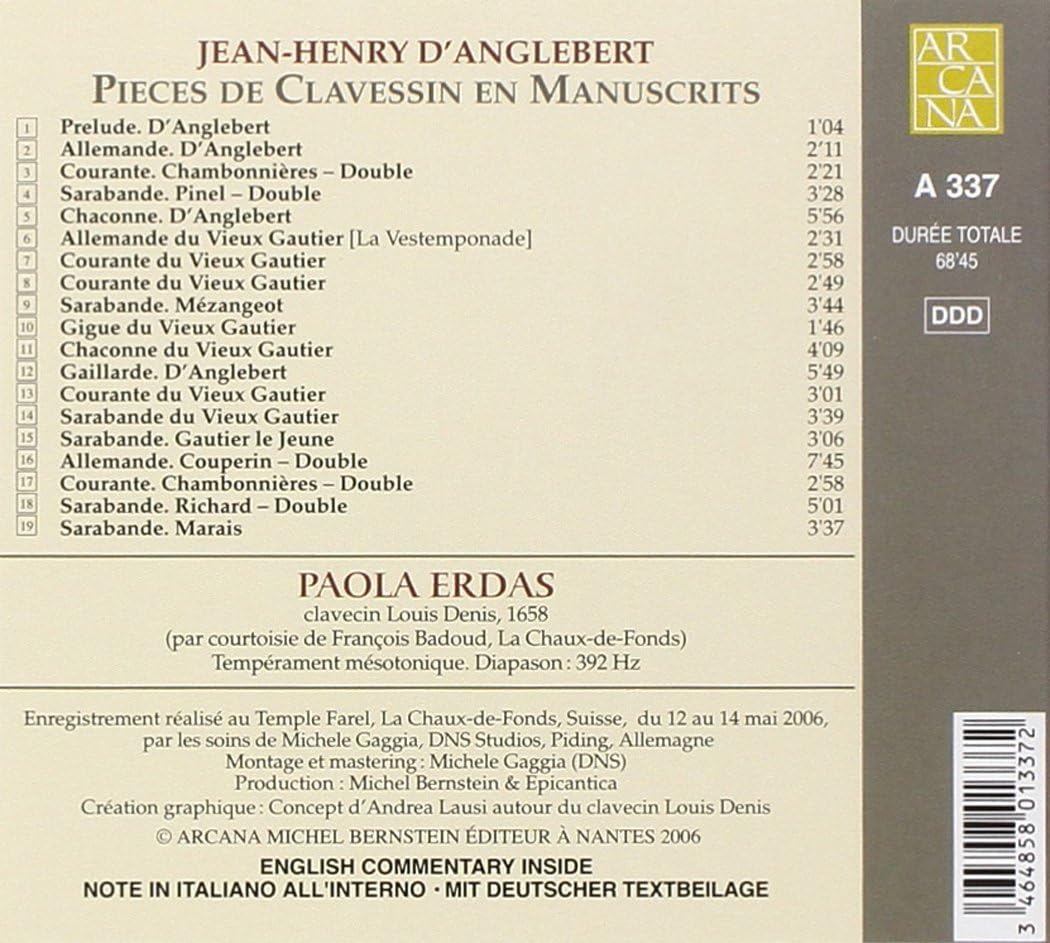 JEAN-HENRY D'ANGLEBERT
PIECES DE CLAVESSIN EN MANUSCRITS
1 Prelude. D'Anglebert 1'04
2 Allemande. D'Anglebert 2'11
3 Courante. Chambonnières – Double 2'21
4 Sarabande. Pinel – Double 3'28
5 Chaconne. D'Anglebert 5'56
6 Allemande du Vieux Gautier [La Vestemponade] 2'31
7 Courante du Vieux Gautier 2'58
8 Courante du Vieux Gautier 2'49
9 Sarabande. Mézangeot 3'44
10 Gigue du Vieux Gautier 1'46
11 Chaconne du Vieux Gautier 4'09
12 Gaillarde. D'Anglebert 5'49
13 Courante du Vieux Gautier 3'01
14 Sarabande du Vieux Gautier 3'39
15 Sarabande. Gautier le Jeune 3'06
16 Allemande. Couperin – Double 7'45
17 Courante. Chambonnières – Double 2'58
18 Sarabande. Richard – Double 5'01
19 Sarabande. Marais 3'37
PAOLA ERDAS
clavecin Louis Denis, 1658
(par courtoisie de François Badoud, La Chaux-de-Fonds)
Tempérament mésotonique. Diapason : 392 Hz
Enregistrement réalisé au Temple Farel, La Chaux-de-Fonds, Suisse, du 12 au 14 mai 2006,
par les soins de Michele Gaggia, DNS Studios, Piding, Allemagne
Montage et mastering : Michele Gaggia (DNS)
Production : Michel Bernstein & Epicantica
Création graphique : Concept d'Andrea Lausi autour du clavecin Louis Denis
© ARCANA MICHEL BERNSTEIN ÉDITEUR À NANTES 2006
ENGLISH COMMENTARY INSIDE
NOTE IN ITALIANO ALL'INTERNO • MIT DEUTSCHER TEXTBEILAGE
AR
CA
NA
A 337
DURÉE TOTALE
68'45
DDD
3 464858 013372